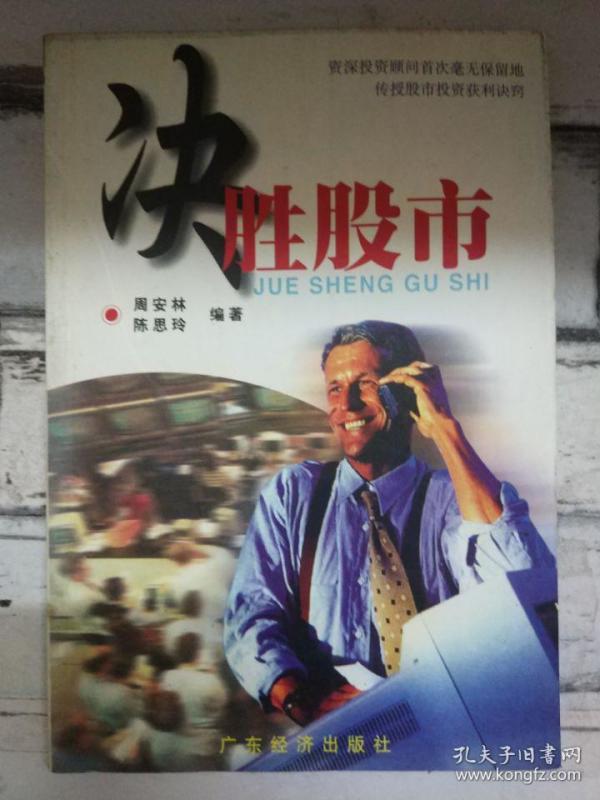 资深投资顾问首次毫无保留地
传授股市投资获利诀窍
决胜股市
JUE SHENG GU SHI
周安林
陈思玲
编著
广东经济出版社
孔夫子旧书网
www.kongfz.com